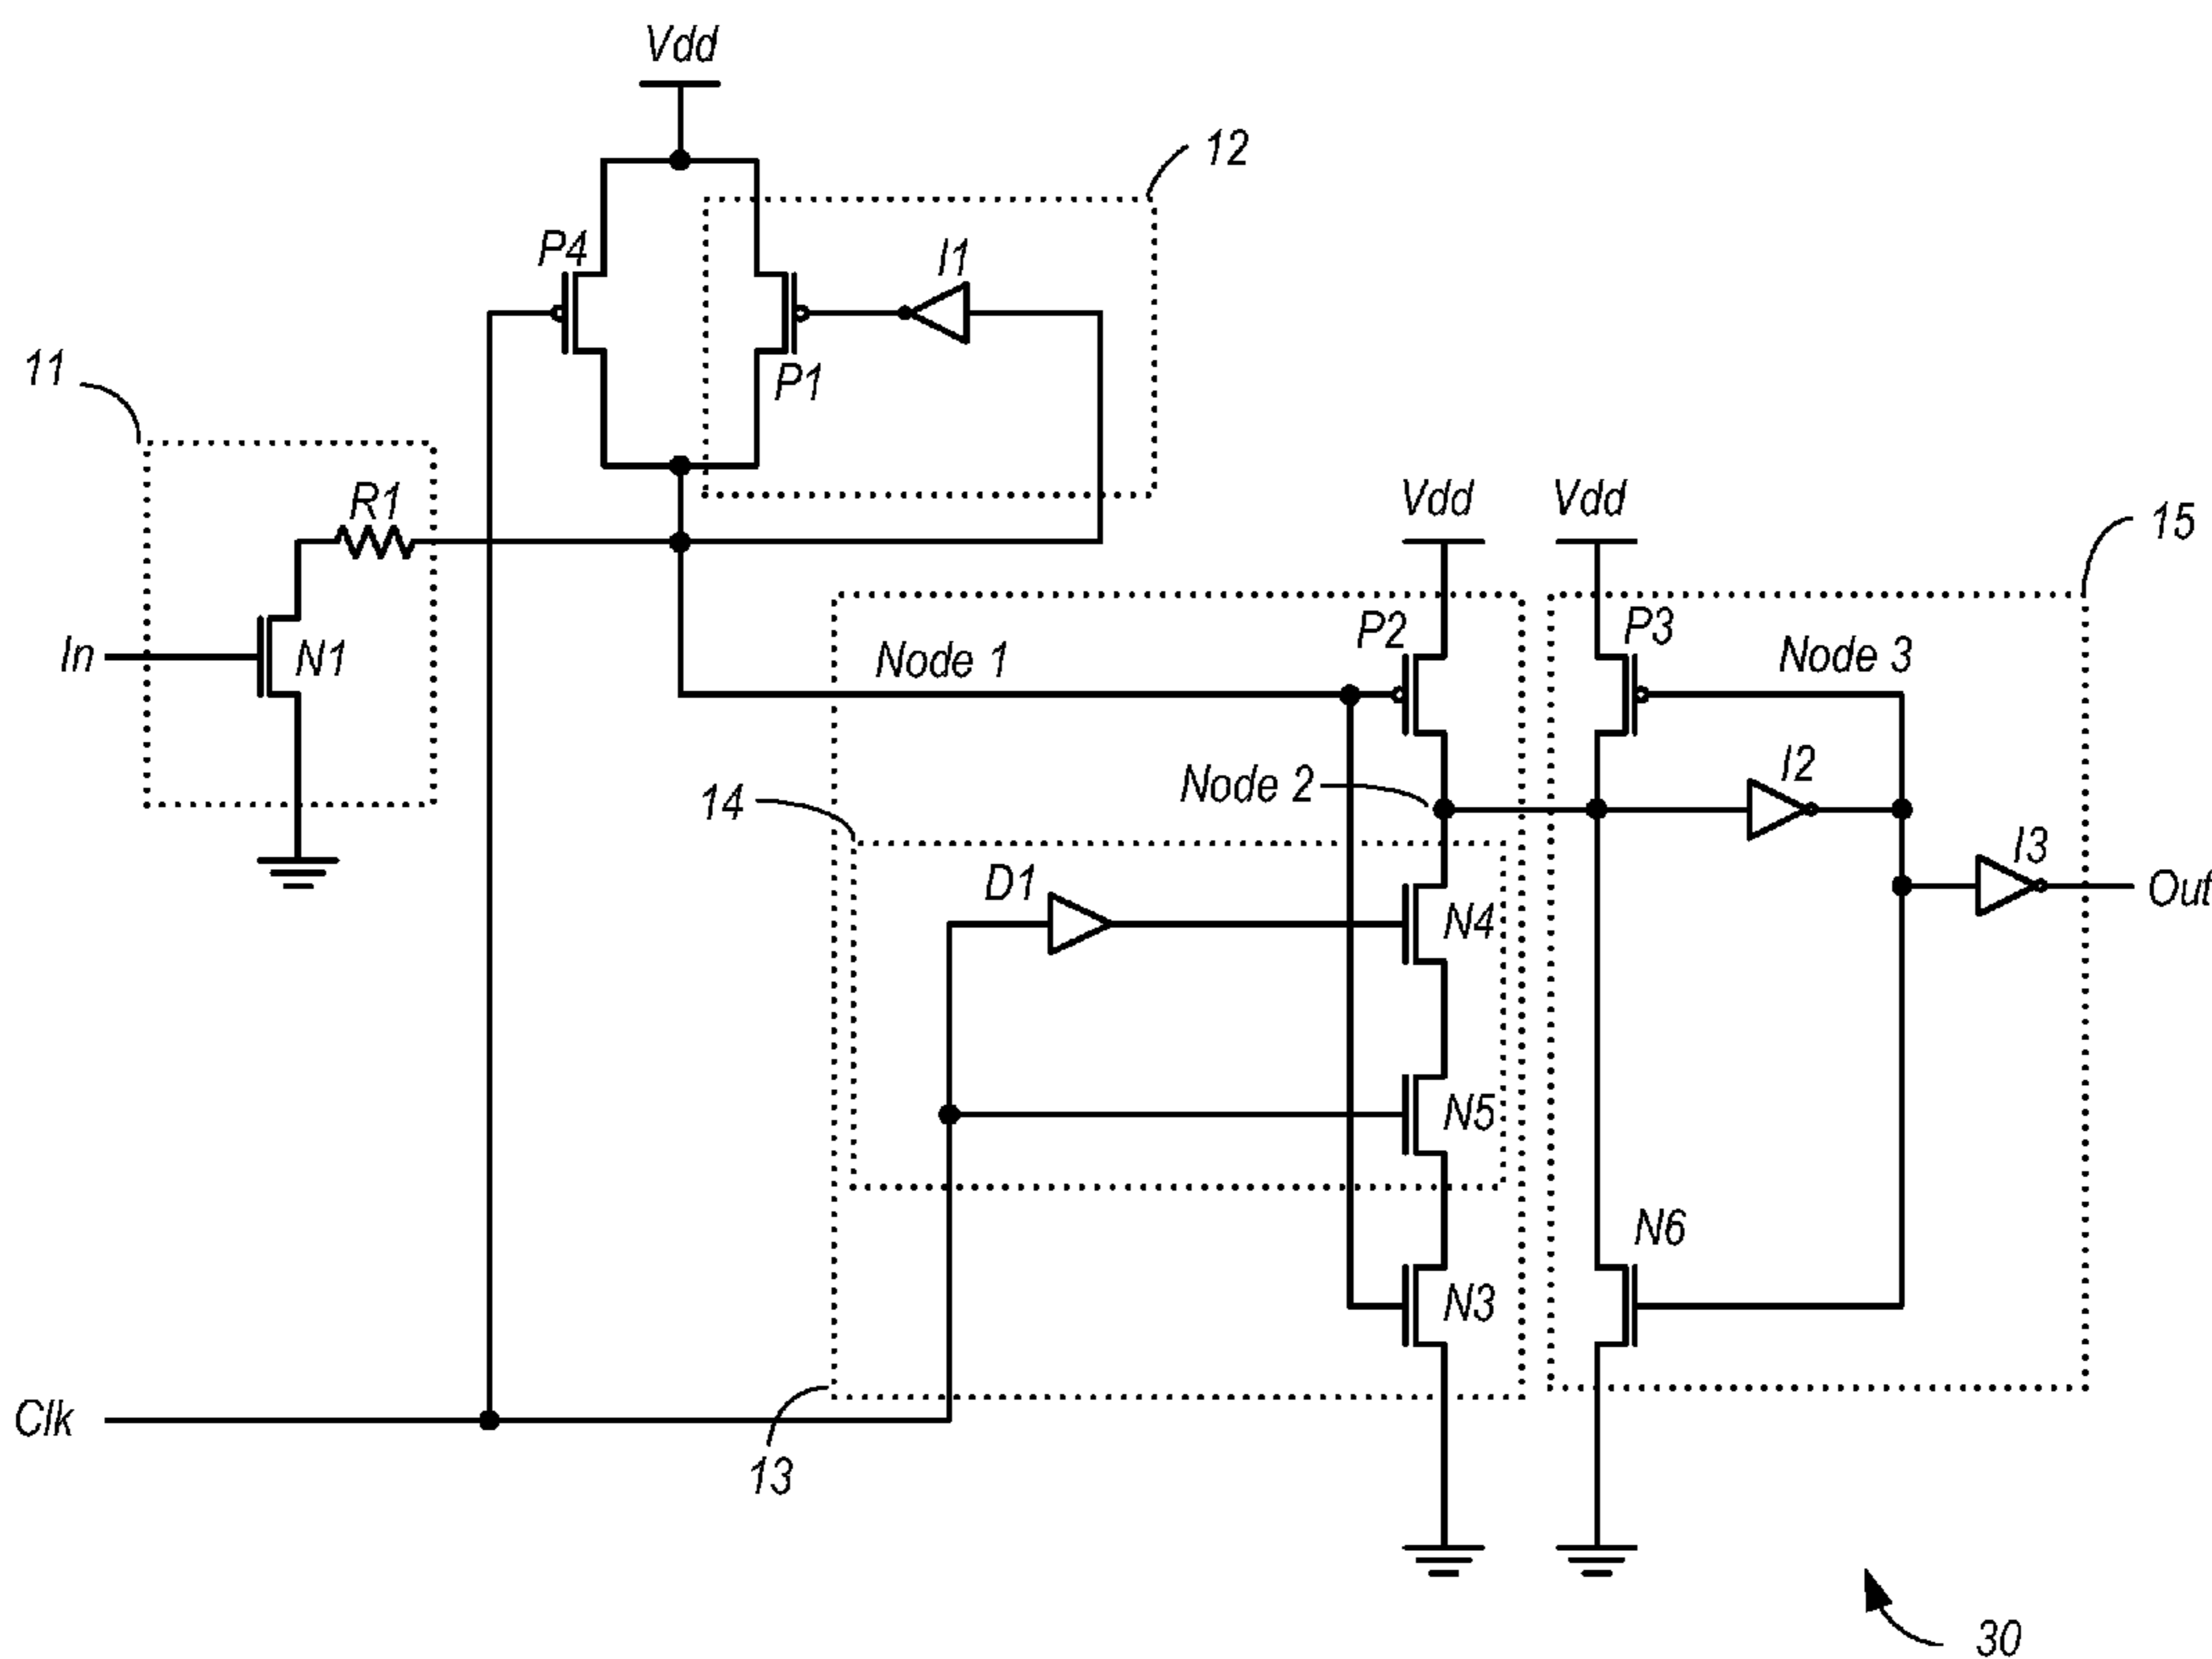 Vdd
12
P4
I1
11
P1
R1
Vdd
Vdd
15
In
N1
Node 1
P2
P3
Node 3
14
Node 2
I2
D1
N4
I3
Out
N5
N6
N3
Clk
13
30